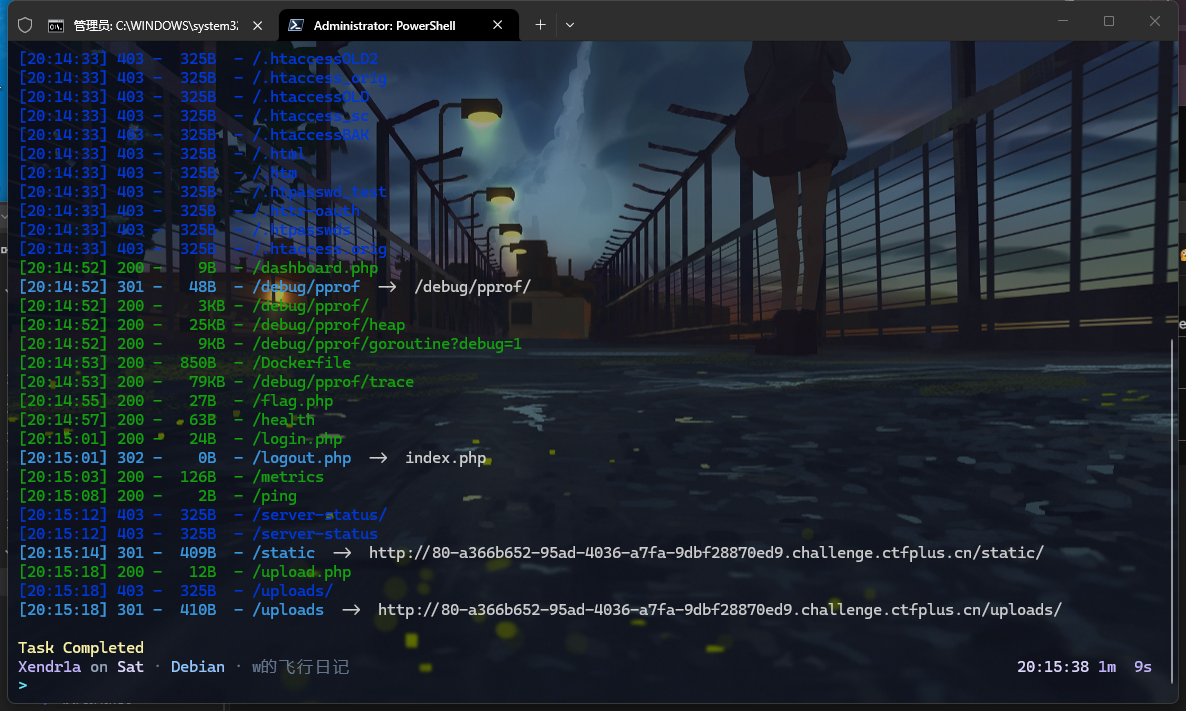 管理员: C:\WINDOWS\system3
Administrator: PowerShell
[20:14:33] 403 - 325B - /.htaccessOLD2
[20:14:33] 403 - 325B - /.htaccess_orig
[20:14:33] 403 - 325B - /.htaccessOLD
[20:14:33] 403 - 325B - /.htaccess_sc
[20:14:33] 403 - 325B - /.htaccessBAK
[20:14:33] 403 - 325B - /.html
[20:14:33] 403 - 325B - /.htm
[20:14:33] 403 - 325B - /.htpasswd_test
[20:14:33] 403 - 325B - /.httr-oauth
[20:14:33] 403 - 325B - /.htpasswds
[20:14:33] 403 - 325B - /.htaccess_orig
[20:14:52] 200 - 9B - /dashboard.php
[20:14:52] 301 - 48B - /debug/pprof → /debug/pprof/
[20:14:52] 200 - 3KB - /debug/pprof/
[20:14:52] 200 - 25KB - /debug/pprof/heap
[20:14:52] 200 - 9KB - /debug/pprof/goroutine?debug=1
[20:14:53] 200 - 850B - /Dockerfile
[20:14:53] 200 - 79KB - /debug/pprof/trace
[20:14:55] 200 - 27B - /flag.php
[20:14:57] 200 - 63B - /health
[20:15:01] 200 - 24B - /login.php
[20:15:01] 302 - 0B - /logout.php → index.php
[20:15:03] 200 - 126B - /metrics
[20:15:08] 200 - 2B - /ping
[20:15:12] 403 - 325B - /server-status/
[20:15:12] 403 - 325B - /server-status
[20:15:14] 301 - 409B - /static → http://80-a366b652-95ad-4036-a7fa-9dbf28870ed9.challenge.ctfplus.cn/static/
[20:15:18] 200 - 12B - /upload.php
[20:15:18] 403 - 325B - /uploads/
[20:15:18] 301 - 410B - /uploads → http://80-a366b652-95ad-4036-a7fa-9dbf28870ed9.challenge.ctfplus.cn/uploads/
Task Completed
Xendr1a on Sat · Debian · w的飞行日记 20:15:38 1m 9s
>